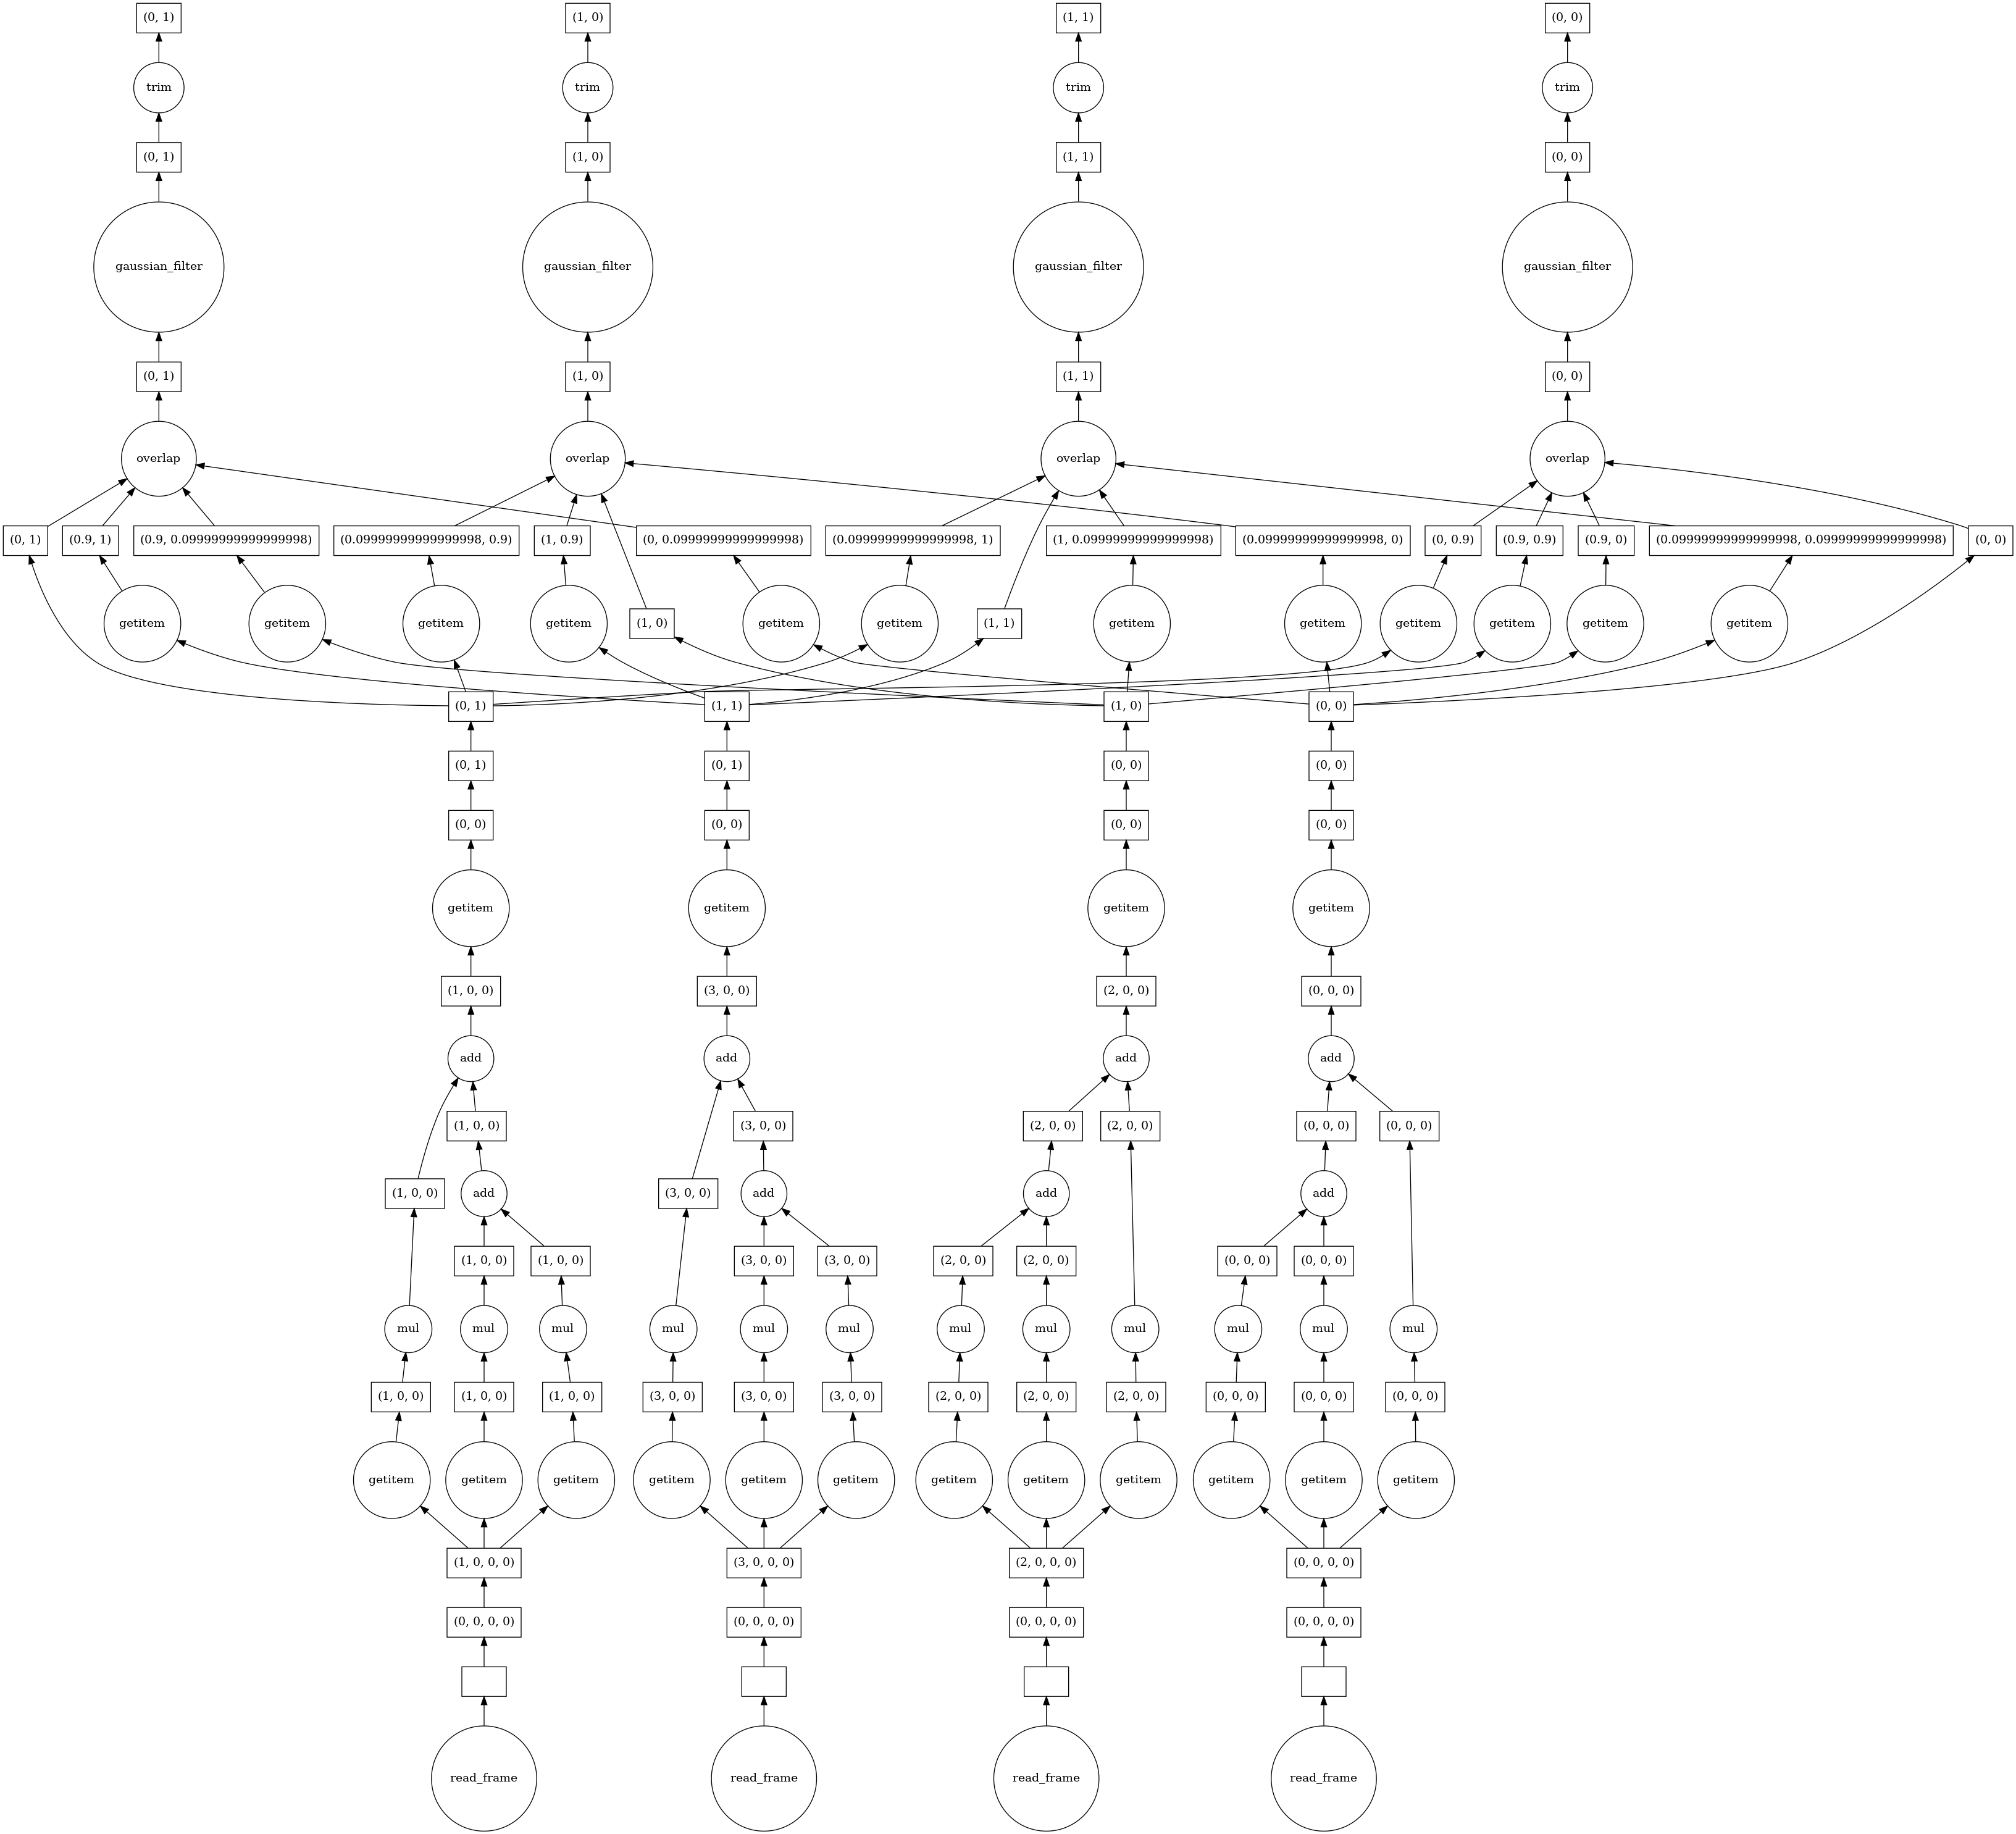 (0, 1) (1, 0) (1, 1) (0, 0)
trim trim trim trim
(0, 1) (1, 0) (1, 1) (0, 0)
gaussian_filter gaussian_filter gaussian_filter gaussian_filter
(0, 1) (1, 0) (1, 1) (0, 0)
overlap overlap overlap overlap
(0, 1) (0.9, 1) (0.9, 0.09999999999999998) (0.09999999999999998, 0.9) (1, 0.9) (0, 0.09999999999999998) (0.09999999999999998, 1) (1, 0.09999999999999998) (0.09999999999999998, 0) (0, 0.9) (0.9, 0.9) (0.9, 0) (0.09999999999999998, 0.09999999999999998) (0, 0)
getitem getitem getitem getitem (1, 0) getitem getitem (1, 1) getitem getitem getitem getitem getitem getitem
(0, 1) (1, 1) (1, 0) (0, 0)
(0, 1) (0, 1) (0, 0) (0, 0)
(0, 0) (0, 0) (0, 0) (0, 0)
getitem getitem getitem getitem
(1, 0, 0) (3, 0, 0) (2, 0, 0) (0, 0, 0)
add add add add
(1, 0, 0) (3, 0, 0) (2, 0, 0) (2, 0, 0) (0, 0, 0) (0, 0, 0)
(1, 0, 0) add (3, 0, 0) add add add
(1, 0, 0) (1, 0, 0) (3, 0, 0) (3, 0, 0) (2, 0, 0) (2, 0, 0) (0, 0, 0) (0, 0, 0)
mul mul mul mul mul mul mul mul mul mul mul mul
(1, 0, 0) (1, 0, 0) (1, 0, 0) (3, 0, 0) (3, 0, 0) (3, 0, 0) (2, 0, 0) (2, 0, 0) (2, 0, 0) (0, 0, 0) (0, 0, 0) (0, 0, 0)
getitem getitem getitem getitem getitem getitem getitem getitem getitem getitem getitem getitem
(1, 0, 0, 0) (3, 0, 0, 0) (2, 0, 0, 0) (0, 0, 0, 0)
(0, 0, 0, 0) (0, 0, 0, 0) (0, 0, 0, 0) (0, 0, 0, 0)
read_frame read_frame read_frame read_frame